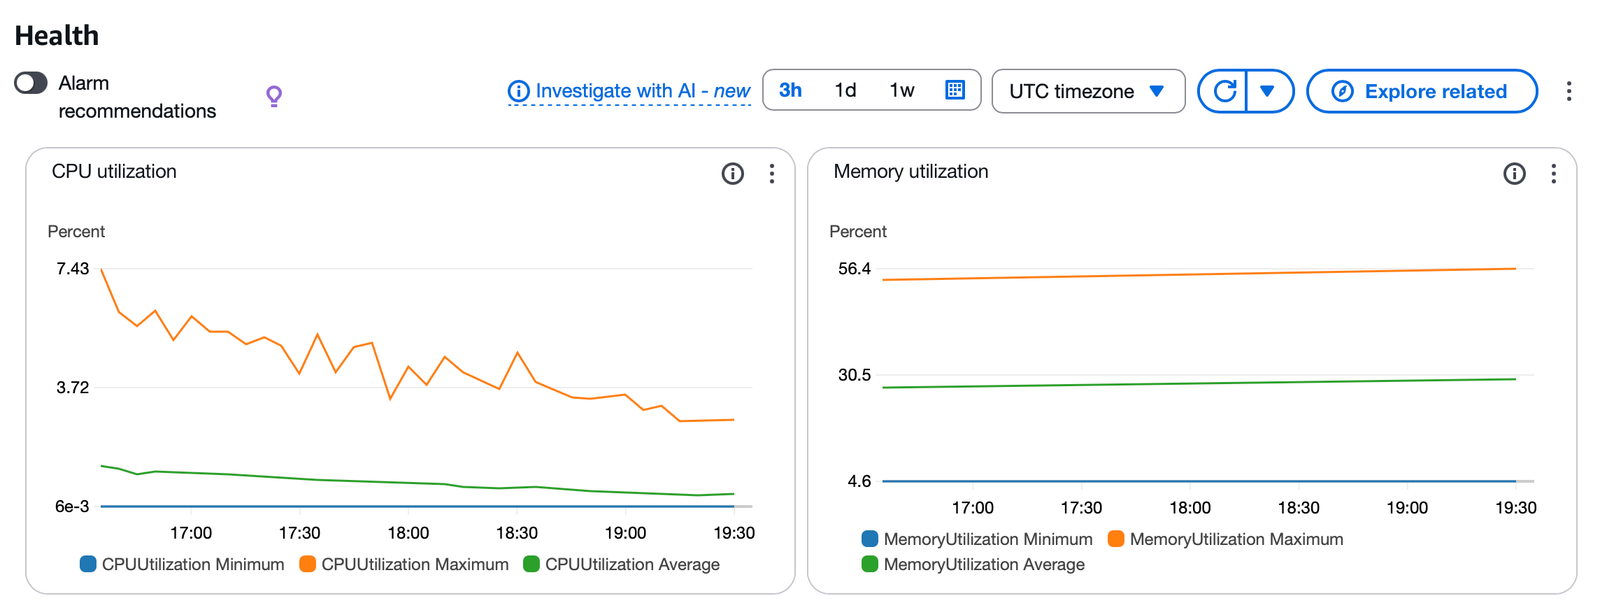 Health
Alarm
recommendations
Investigate with AI - new
3h 1d 1w
UTC timezone
Explore related
CPU utilization
Percent
7.43
3.72
6e-3
17:00 17:30 18:00 18:30 19:00 19:30
CPUUtilization Minimum CPUUtilization Maximum CPUUtilization Average
Memory utilization
Percent
56.4
30.5
4.6
17:00 17:30 18:00 18:30 19:00 19:30
MemoryUtilization Minimum MemoryUtilization Maximum
MemoryUtilization Average